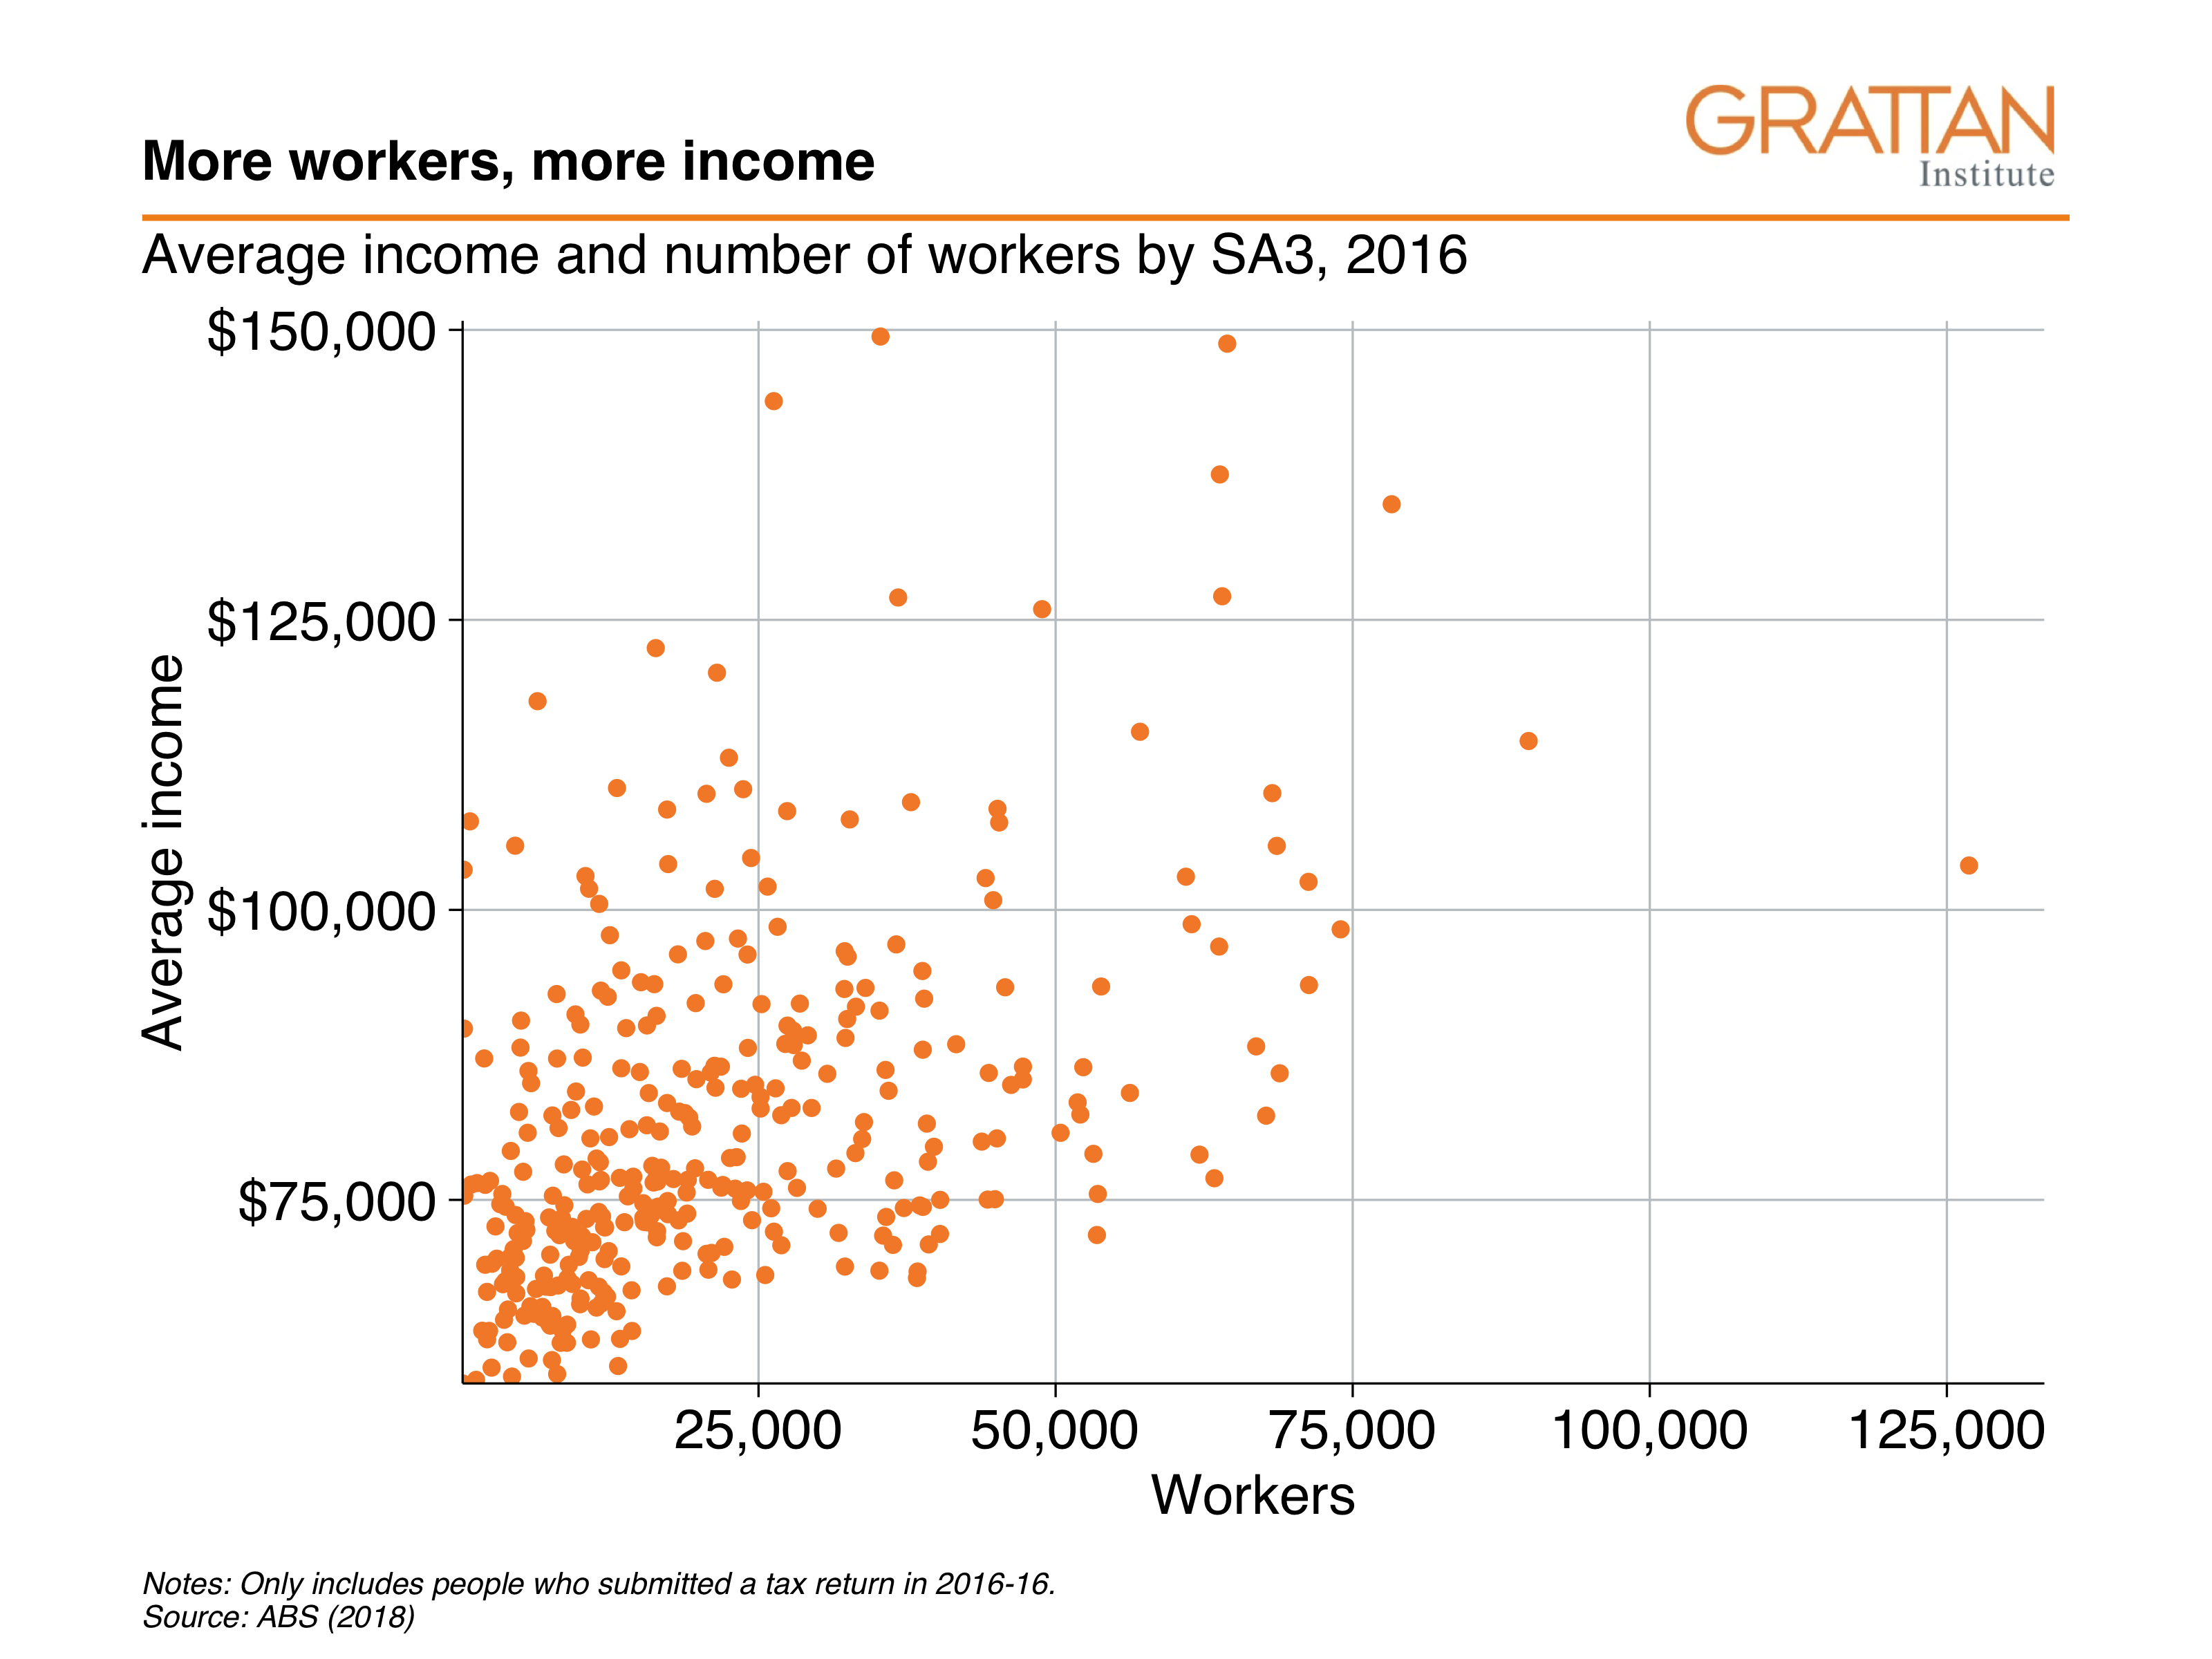 GRATTAN
Institute
More workers, more income
Average income and number of workers by SA3, 2016
$150,000
$125,000
$100,000
$75,000
Average income
25,000 50,000 75,000 100,000 125,000
Workers
Notes: Only includes people who submitted a tax return in 2016-16.
Source: ABS (2018)